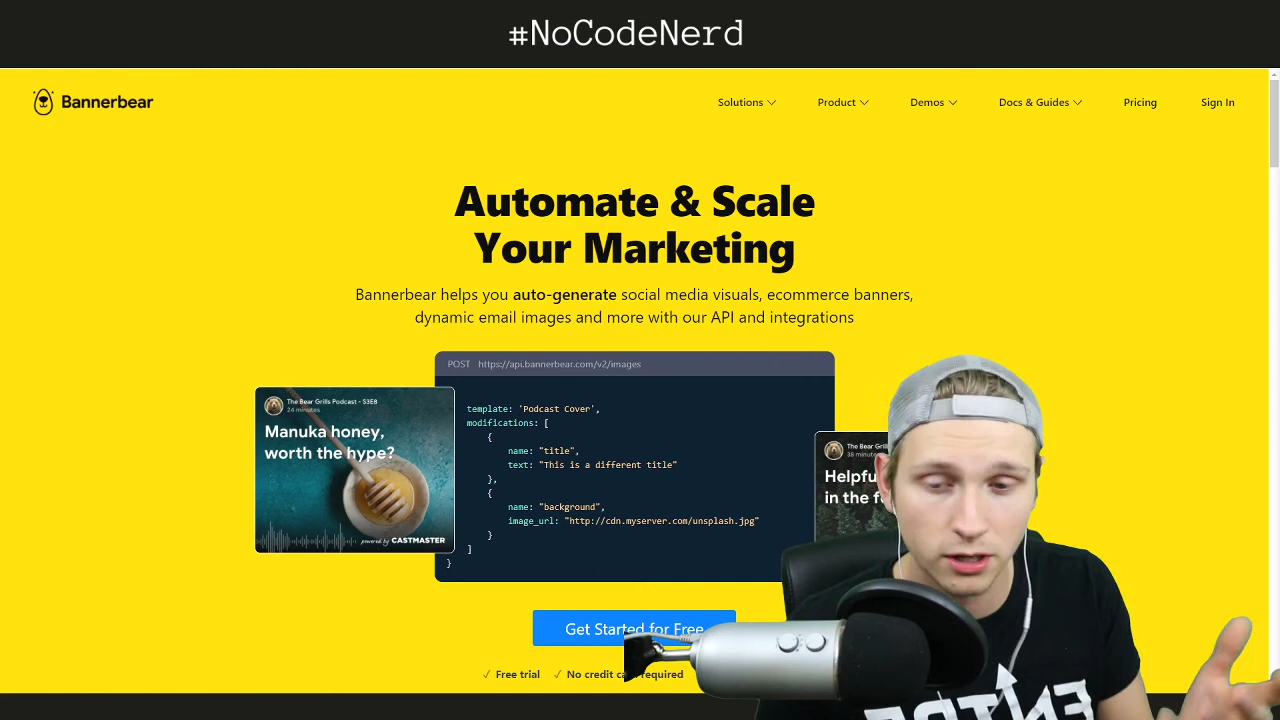 #NoCodeNerd
Bannerbear
Solutions
Product
Demos
Docs & Guides
Pricing
Sign In
Automate & Scale
Your Marketing
Bannerbear helps you auto-generate social media visuals, ecommerce banners,
dynamic email images and more with our API and integrations
POST https://api.bannerbear.com/v2/images
template: 'Podcast Cover',
modifications: [
{
name: "title",
text: "This is a different title"
},
{
name: "background",
image_url: "http://cdn.myserver.com/unsplash.jpg"
}
]
}
The Bear Grills Podcast - S3E8
24 minutes
Manuka honey,
worth the hype?
powered by CASTMASTER
The Bear
38 minute
in the
Get Started for Free
✓ Free trial
✓ No credit required